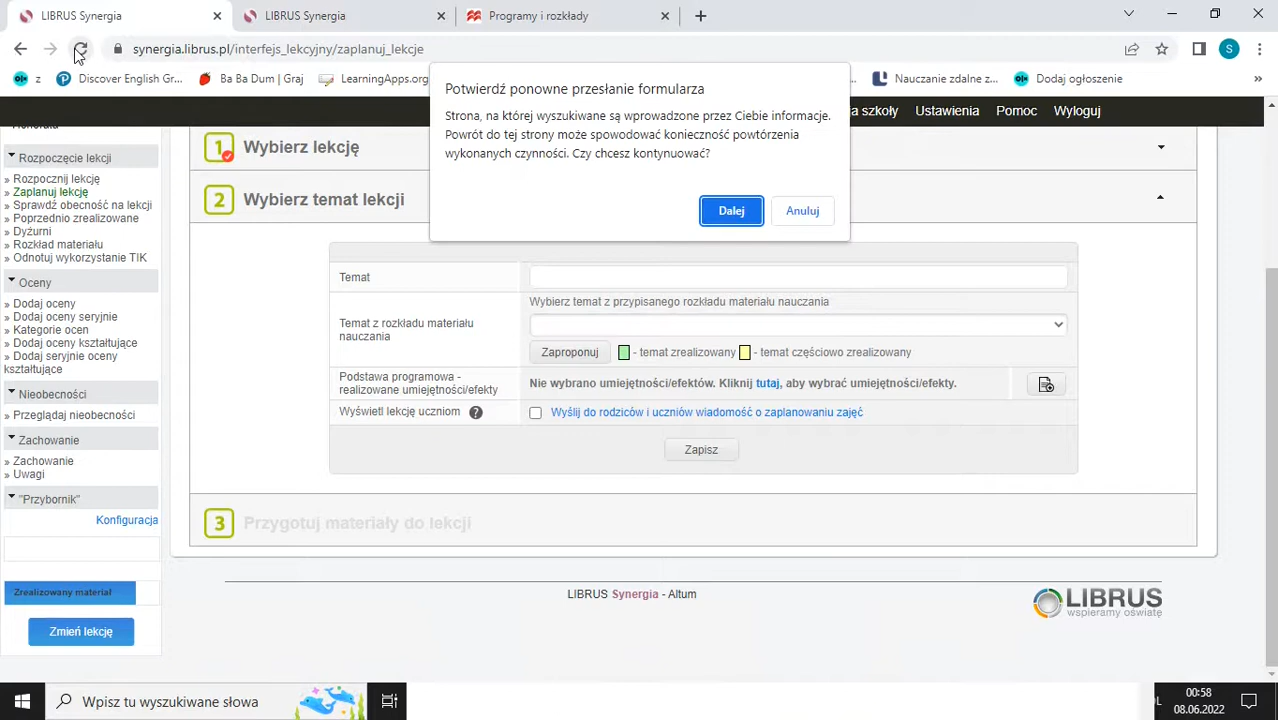 LIBRUS Synergia
LIBRUS Synergia
Programy i rozkłady
synergia.librus.pl/interfejs_lekcyjny/zaplanuj_lekcje
S
z
Discover English Gr...
Ba Ba Dum | Graj
LearningApps.org
Nauczanie zdalne z...
Dodaj ogłoszenie
»
Potwierdź ponowne przesłanie formularza
Strona, na której wyszukiwane są wprowadzone przez Ciebie informacje.
Powrót do tej strony może spowodować konieczność powtórzenia
wykonanych czynności. Czy chcesz kontynuować?
Dalej
Anuluj
szkoły
Ustawienia
Pomoc
Wyloguj
Rozpoczęcie lekcji
» Rozpocznij lekcję
» Zaplanuj lekcję
» Sprawdź obecność na lekcji
» Poprzednio zrealizowane
» Dyżurni
» Rozkład materiału
» Odnotuj wykorzystanie TIK
Oceny
» Dodaj oceny
» Dodaj oceny seryjnie
» Kategorie ocen
» Dodaj oceny kształtujące
» Dodaj seryjnie oceny
kształtujące
Nieobecności
» Przeglądaj nieobecności
Zachowanie
» Zachowanie
» Uwagi
"Przybornik"
Konfiguracja
Zrealizowany materiał
Zmień lekcję
1 Wybierz lekcję
2 Wybierz temat lekcji
Temat
Wybierz temat z przypisanego rozkładu materiału nauczania
Temat z rozkładu materiału
nauczania
Zaproponuj
- temat zrealizowany
- temat częściowo zrealizowany
Podstawa programowa -
realizowane umiejętności/efekty
Nie wybrano umiejętności/efektów. Kliknij tutaj, aby wybrać umiejętności/efekty.
Wyświetl lekcję uczniom ?
Wyślij do rodziców i uczniów wiadomość o zaplanowaniu zajęć
Zapisz
3 Przygotuj materiały do lekcji
LIBRUS Synergia - Altum
LIBRUS
wspieramy oświatę
Wpisz tu wyszukiwane słowa
00:58
08.06.2022